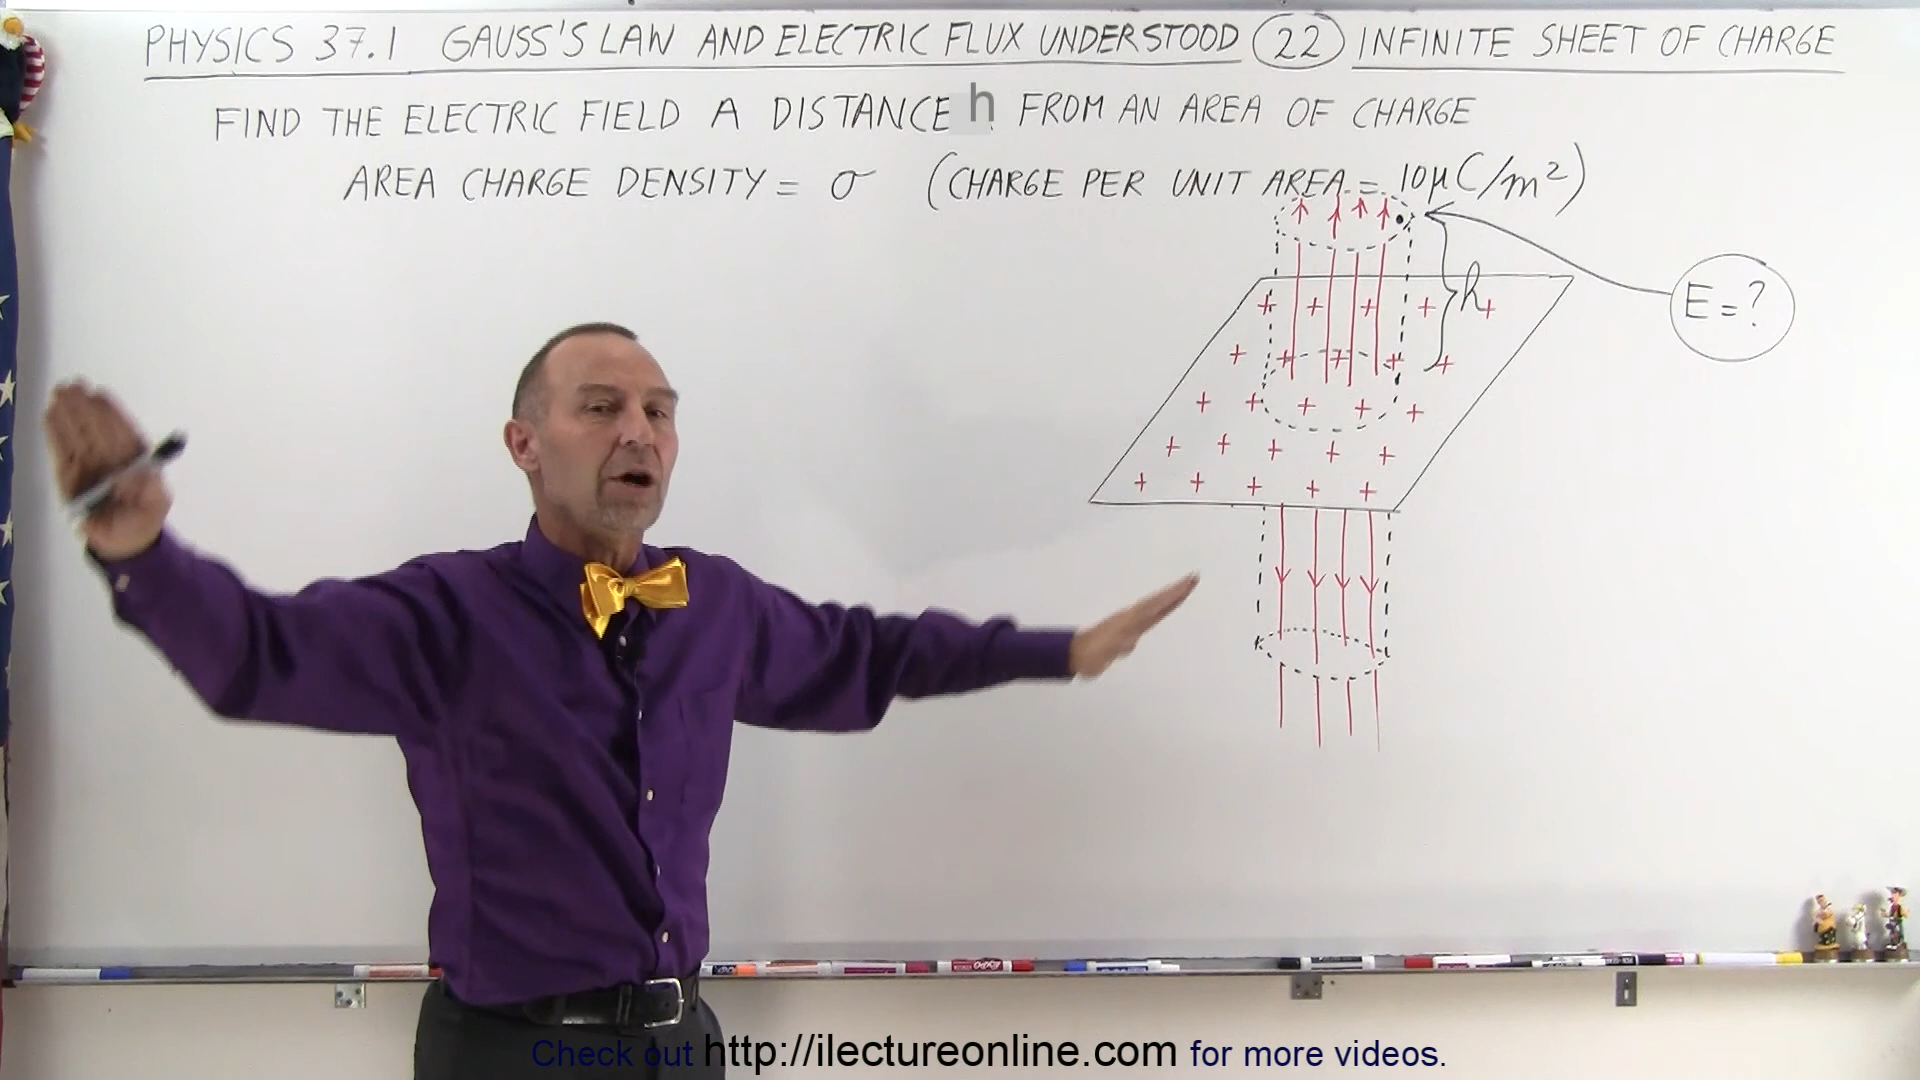 PHYSICS 37.1 GAUSS'S LAW AND ELECTRIC FLUX UNDERSTOOD 22 INFINITE SHEET OF CHARGE
FIND THE ELECTRIC FIELD A DISTANCE h FROM AN AREA OF CHARGE
AREA CHARGE DENSITY = σ (CHARGE PER UNIT AREA = 10μC/m²)
h
E = ?
EXPO
Check out http://ilectureonline.com for more videos.